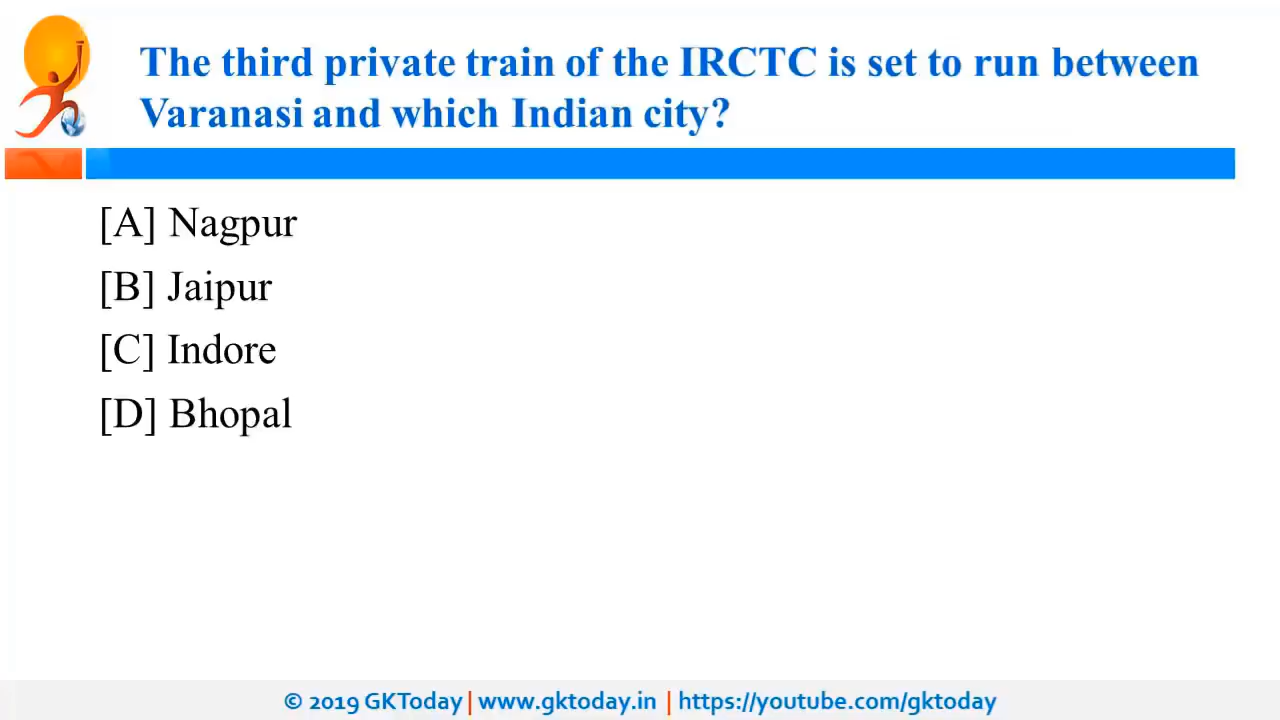 The third private train of the IRCTC is set to run between
Varanasi and which Indian city?
[A] Nagpur
[B] Jaipur
[C] Indore
[D] Bhopal
© 2019 GKToday | www.gktoday.in | https://youtube.com/gktoday